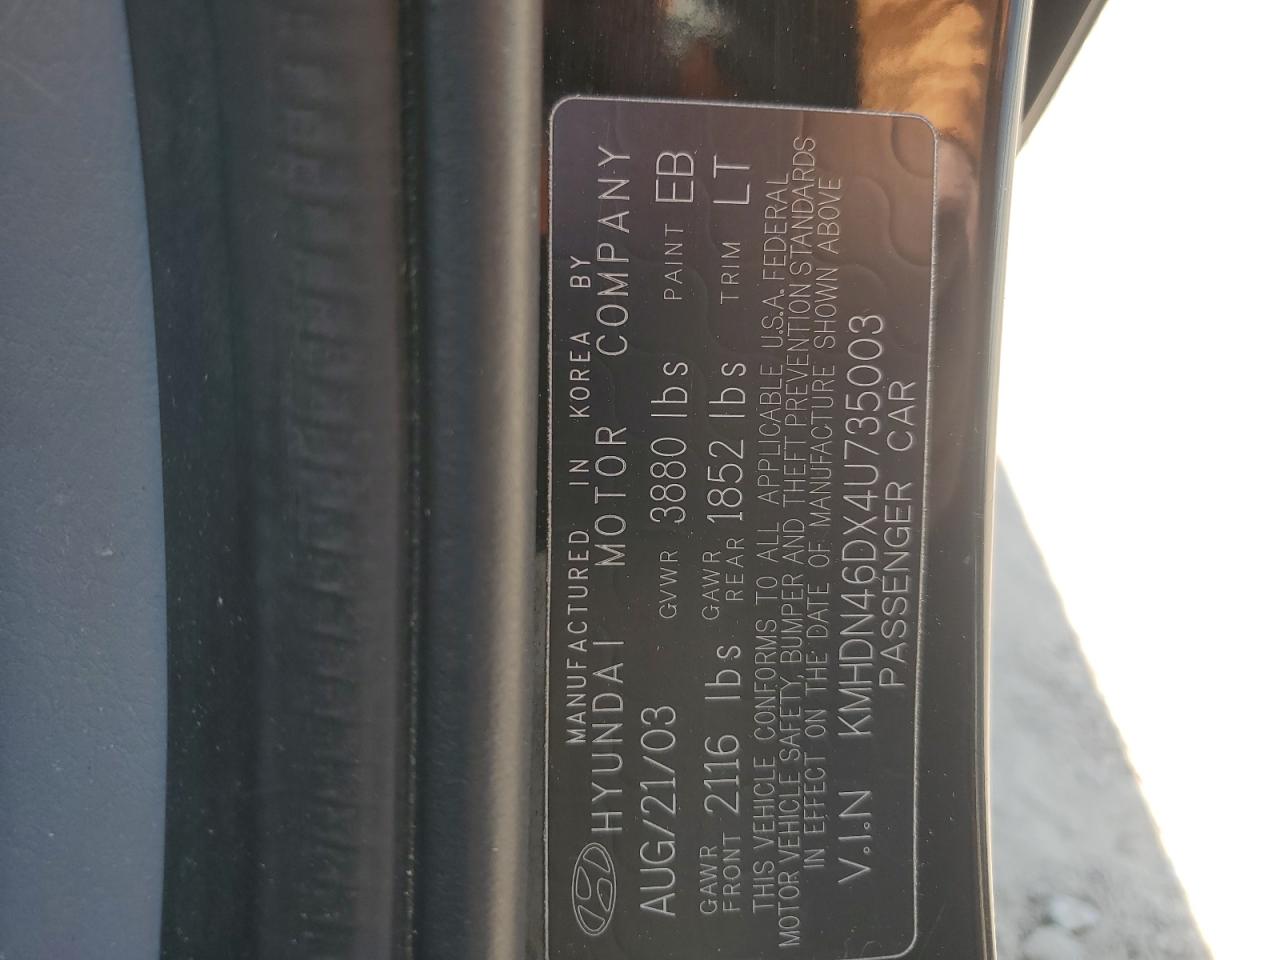 MANUFACTURED IN KOREA BY
HYUNDAI MOTOR COMPANY
AUG/21/03 GVWR 3880 lbs PAINT EB
GAWR FRONT 2116 lbs GAWR REAR 1852 lbs TRIM LT
THIS VEHICLE CONFORMS TO ALL APPLICABLE U.S.A. FEDERAL
MOTOR VEHICLE SAFETY, BUMPER AND THEFT PREVENTION STANDARDS
IN EFFECT ON THE DATE OF MANUFACTURE SHOWN ABOVE
V.I.N KMHDN46DX4U735003
PASSENGER CAR